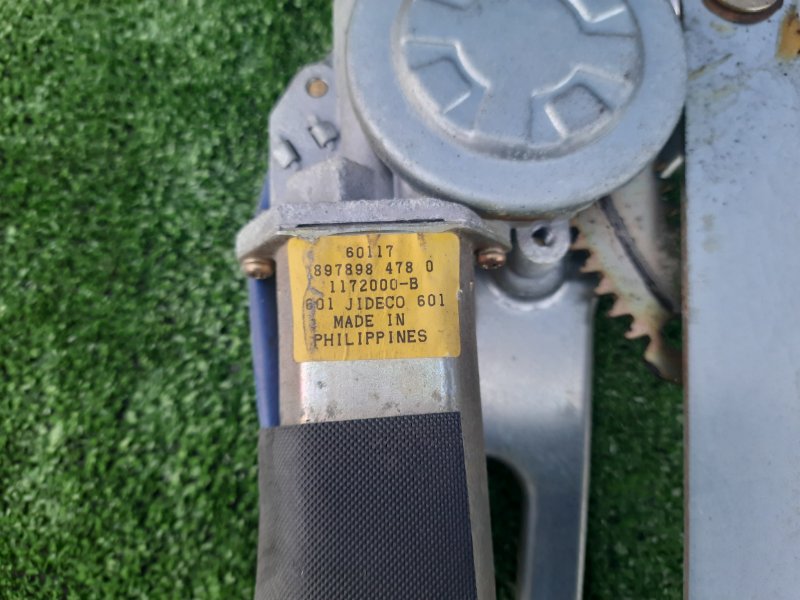 60117
897898 478 0
1172000-B
601 JIDECO 601
MADE IN
PHILIPPINES